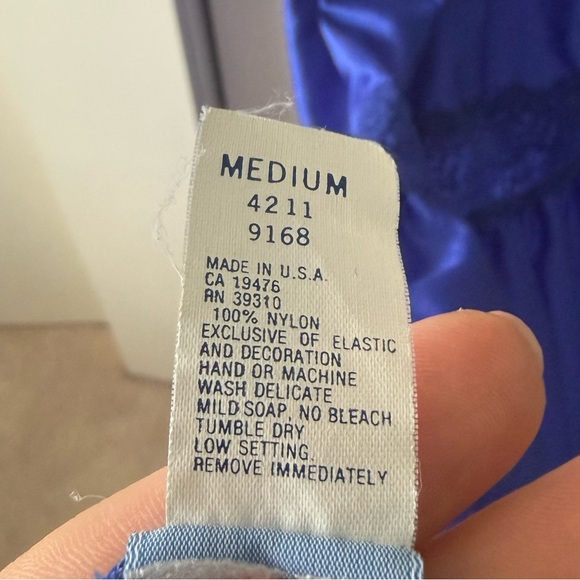 MEDIUM
4211
9168
MADE IN U.S.A.
CA 19476
RN 39310
100% NYLON
EXCLUSIVE OF ELASTIC
AND DECORATION
HAND OR MACHINE
WASH DELICATE
MILD SOAP, NO BLEACH
TUMBLE DRY
LOW SETTING.
REMOVE IMMEDIATELY